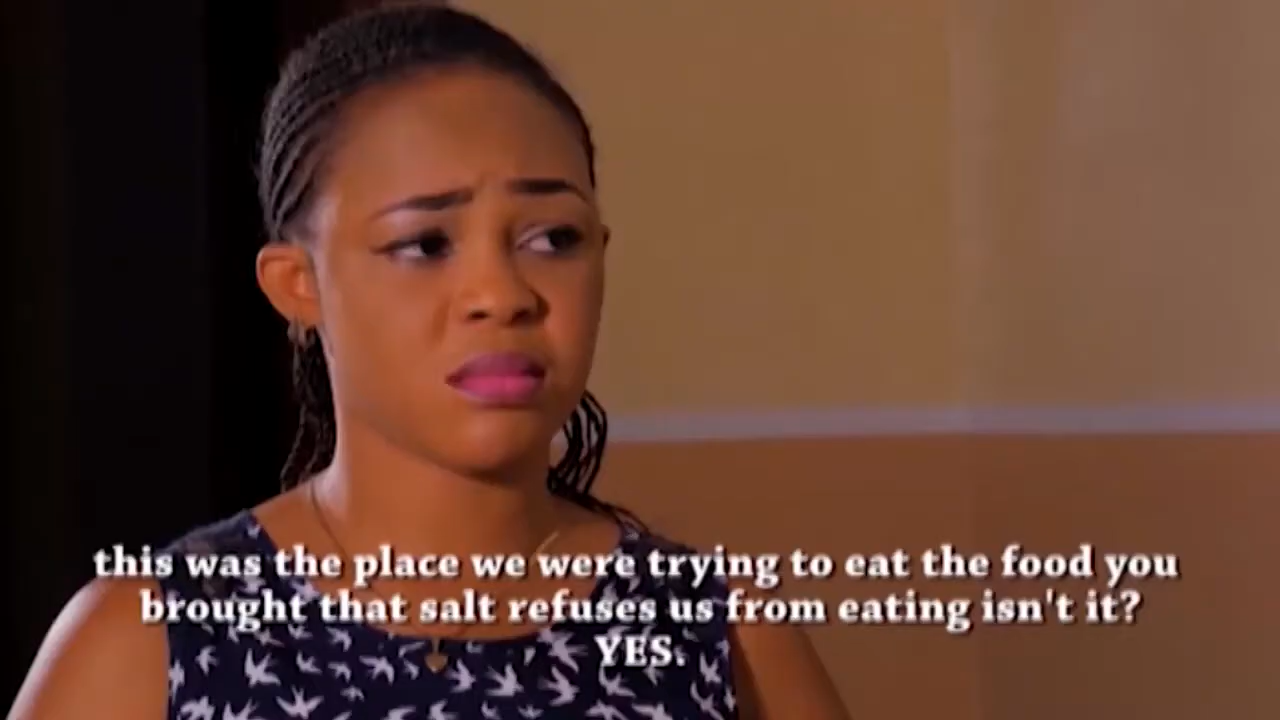 this was the place we were trying to eat the food you
brought that salt refuses us from eating isn't it?
YES.